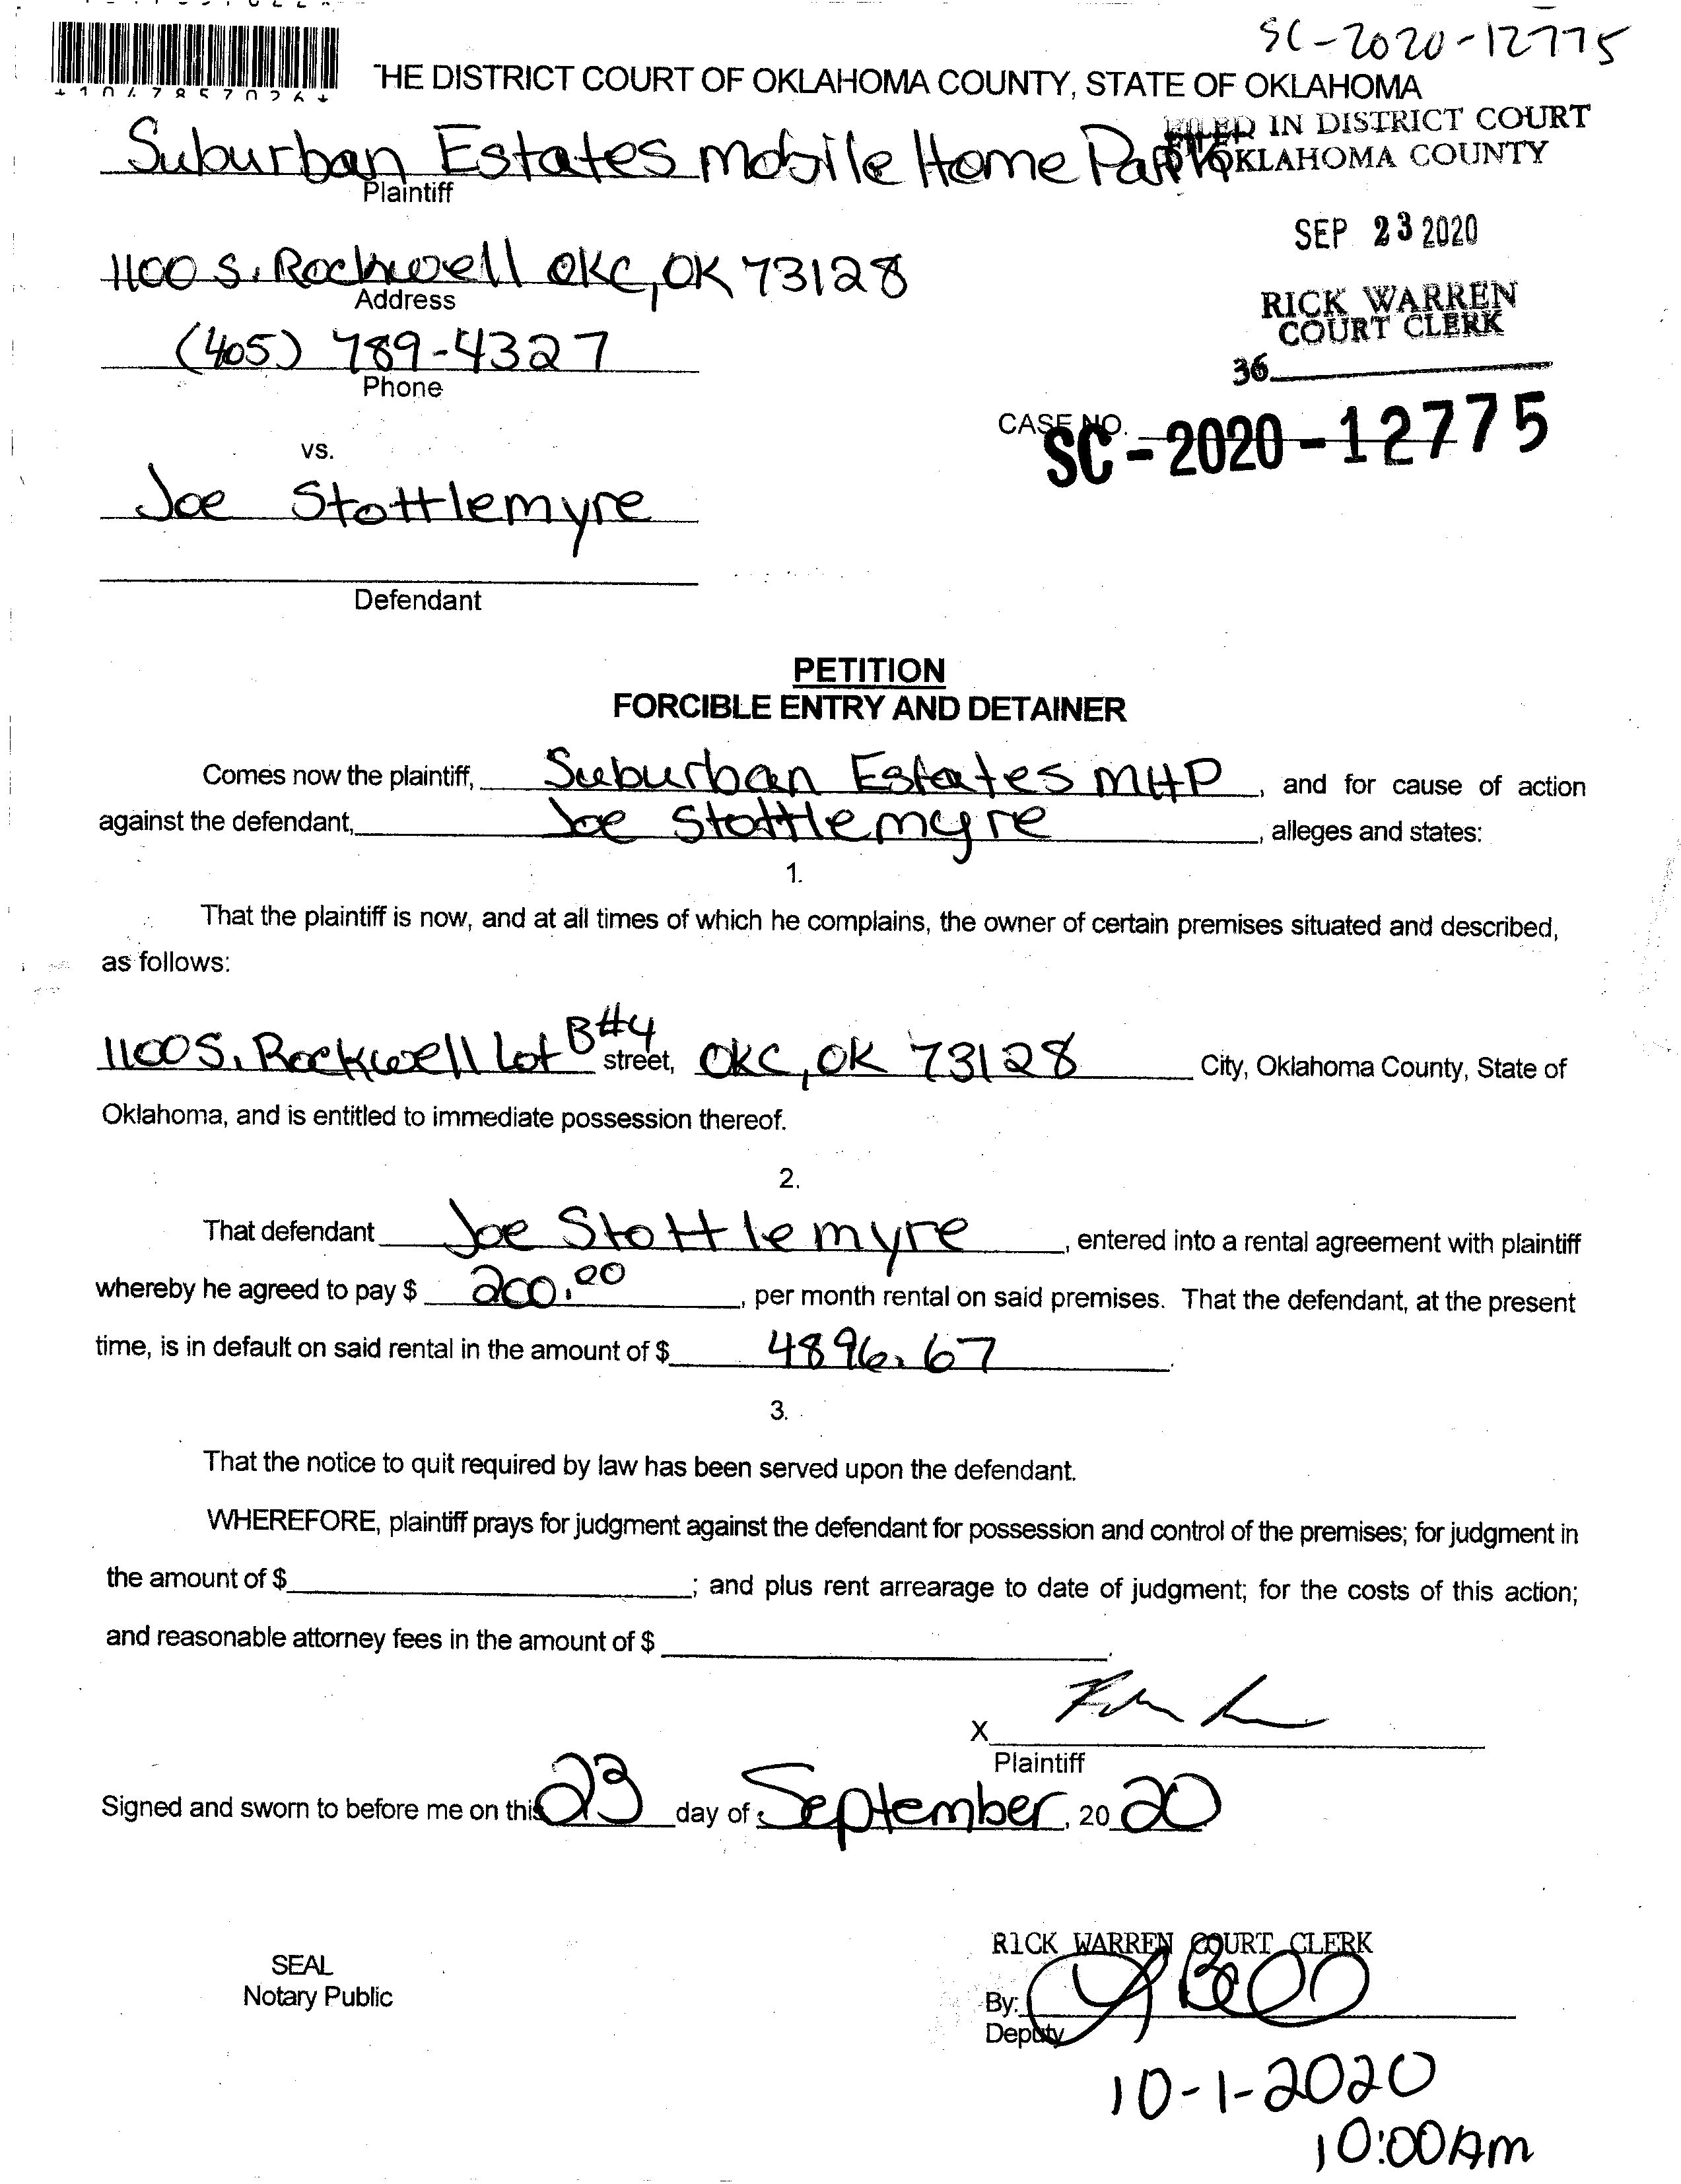 SC-2020-12775
HE DISTRICT COURT OF OKLAHOMA COUNTY, STATE OF OKLAHOMA
FILED IN DISTRICT COURT
OKLAHOMA COUNTY
Suburban Estates Mobile Home Park
Plaintiff
SEP 23 2020
1100 S. Rockwell OKC, OK 73128
Address
RICK WARREN
COURT CLERK
(405) 789-4327
Phone
36
CASE NO. SC-2020-12775
vs.
Joe Stottlemyre
Defendant
PETITION
FORCIBLE ENTRY AND DETAINER
Comes now the plaintiff, Suburban Estates MHP, and for cause of action
against the defendant, Joe Stottlemyre, alleges and states:
1.
That the plaintiff is now, and at all times of which he complains, the owner of certain premises situated and described,
as follows:
1100 S. Rockwell Lot B#4 street, OKC, OK 73128 City, Oklahoma County, State of
Oklahoma, and is entitled to immediate possession thereof.
2.
That defendant Joe Stottlemyre, entered into a rental agreement with plaintiff
whereby he agreed to pay $ 200.00, per month rental on said premises. That the defendant, at the present
time, is in default on said rental in the amount of $ 4896.67.
3.
That the notice to quit required by law has been served upon the defendant.
WHEREFORE, plaintiff prays for judgment against the defendant for possession and control of the premises; for judgment in
the amount of $ ; and plus rent arrearage to date of judgment; for the costs of this action;
and reasonable attorney fees in the amount of $ .
X
Plaintiff
Signed and sworn to before me on this 23 day of September, 20 20
RICK WARREN COURT CLERK
SEAL
Notary Public
By:
Deputy
10-1-2020
10:00Am